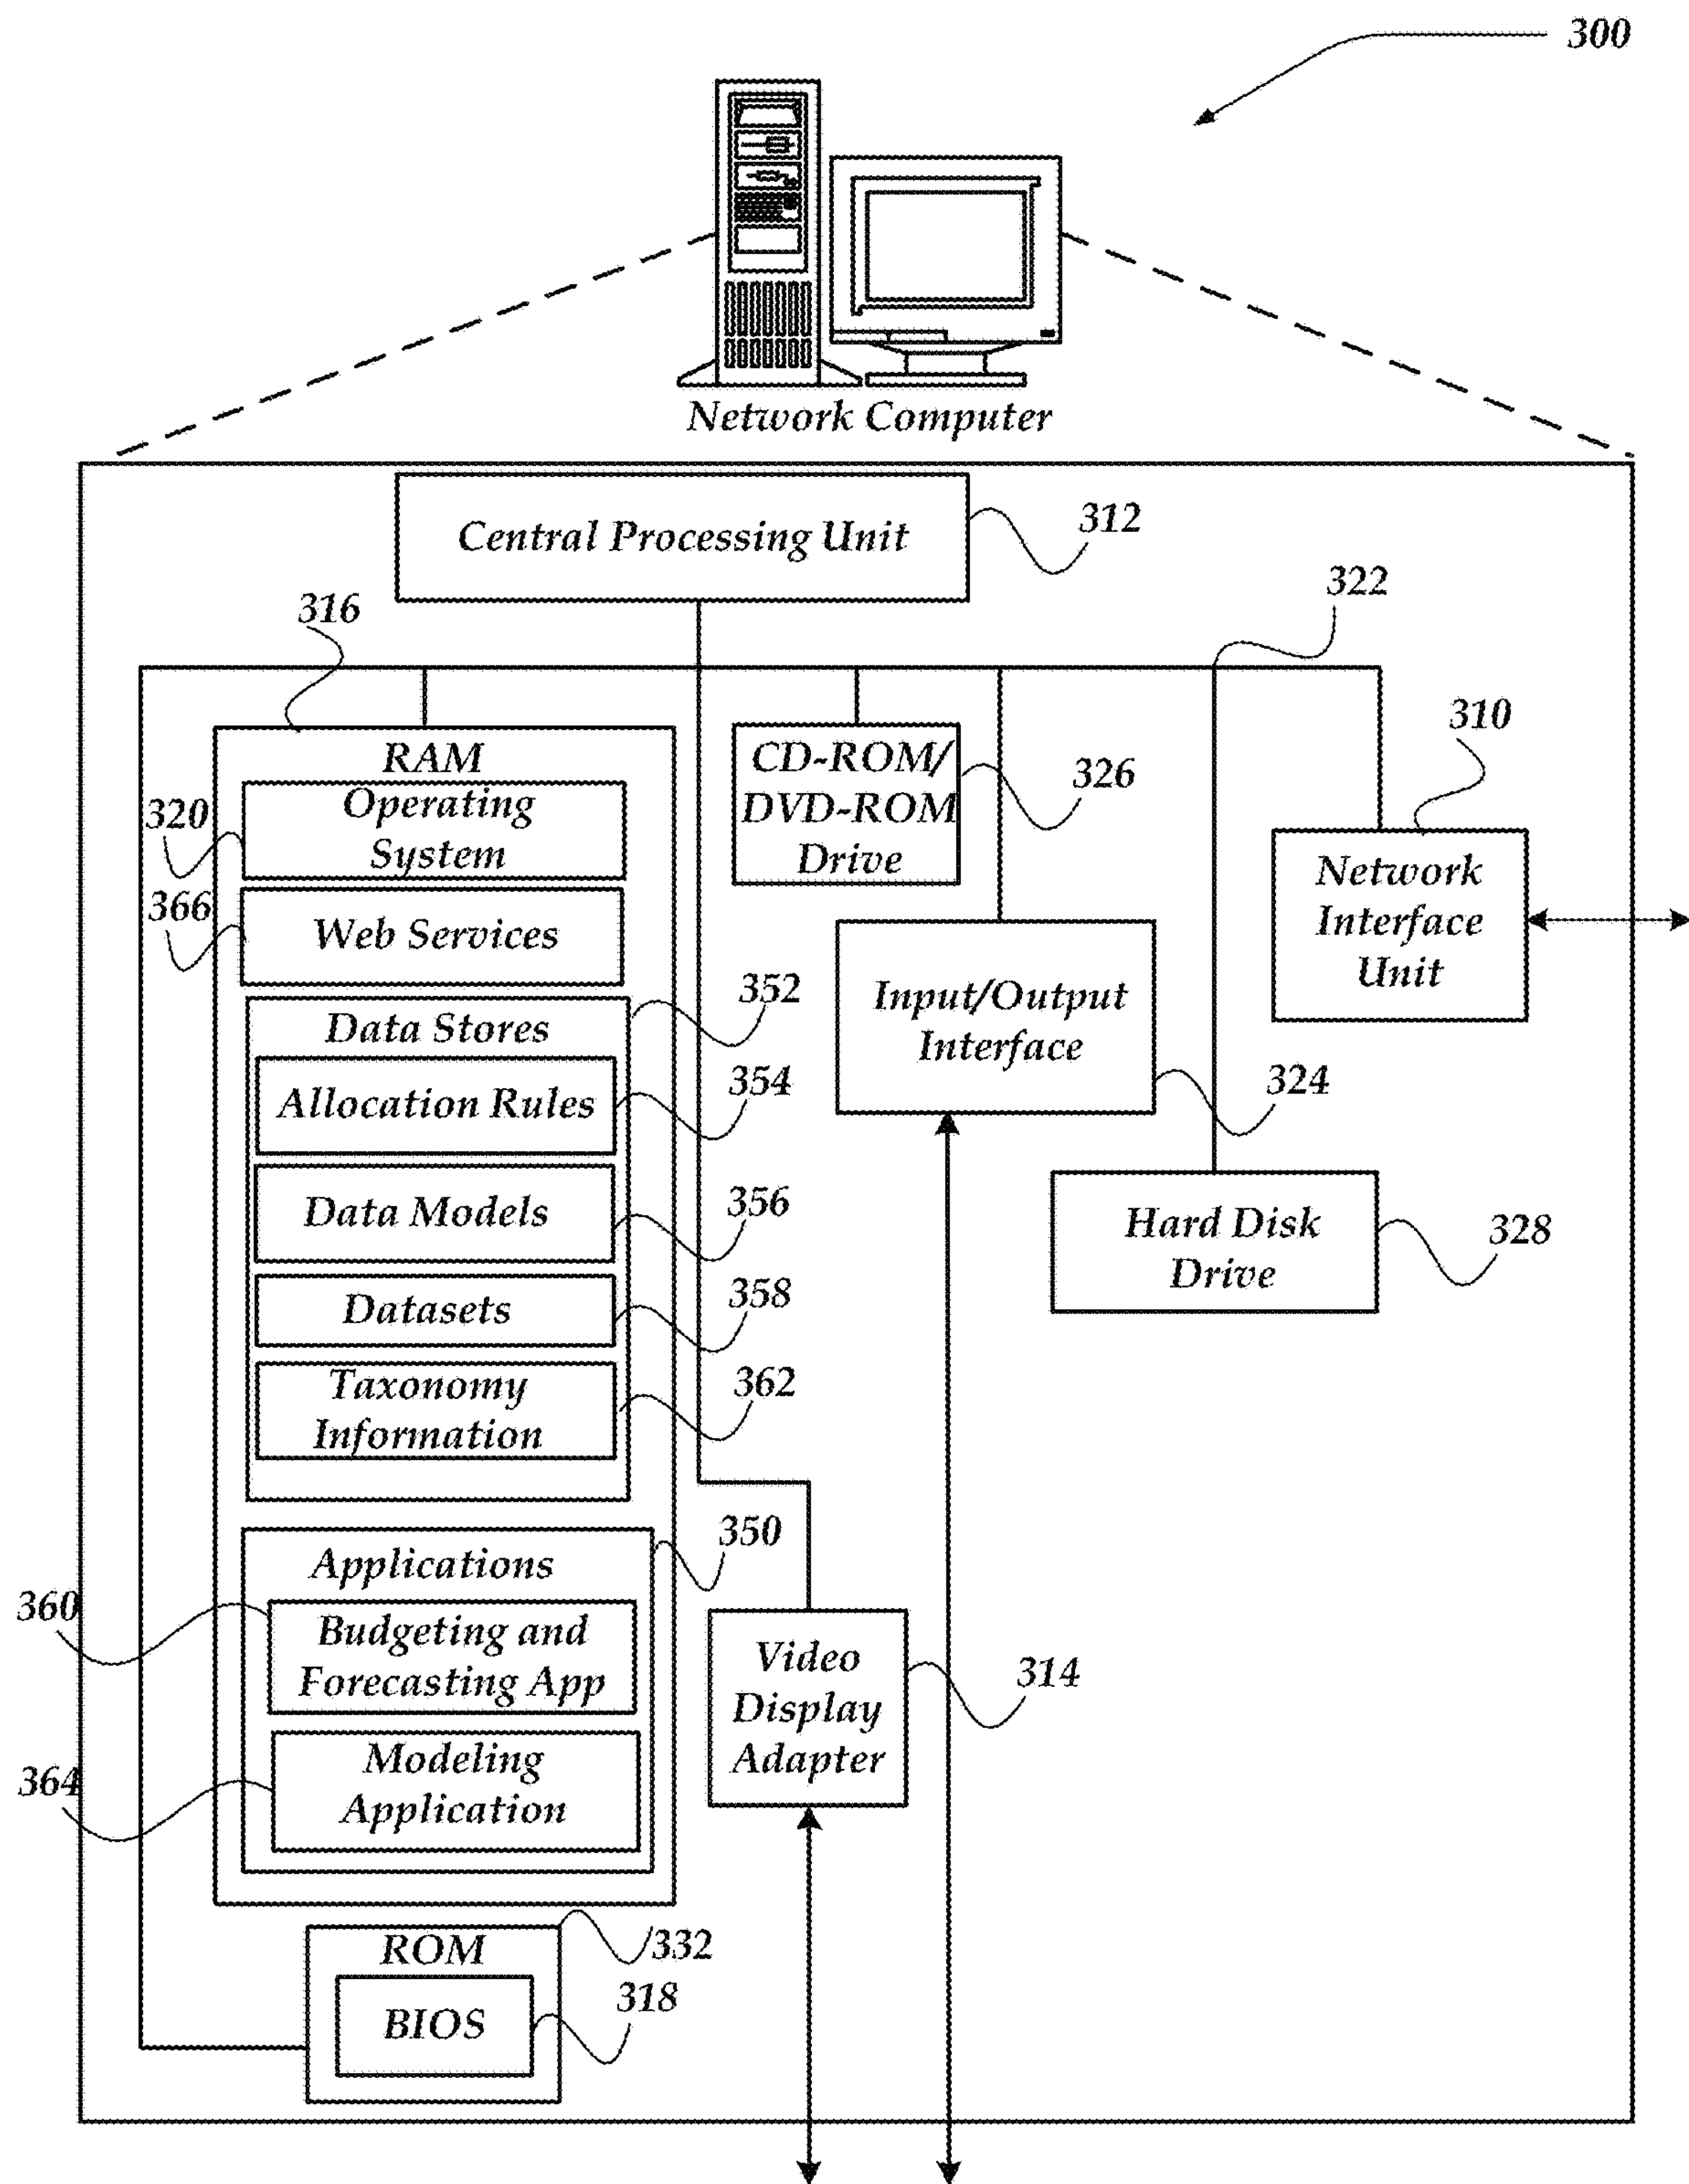 300
Network Computer
Central Processing Unit
312
322
316
310
RAM
CD-ROM/
DVD-ROM
Drive
326
Operating
System
320
Network
Interface
Unit
366
Web Services
352
Input/Output
Interface
Data Stores
354
Allocation Rules
324
356
Data Models
Hard Disk
Drive
328
358
Datasets
362
Taxonomy
Information
350
Applications
360
Budgeting and
Forecasting App
Video
Display
Adapter
314
364
Modeling
Application
332
ROM
318
BIOS